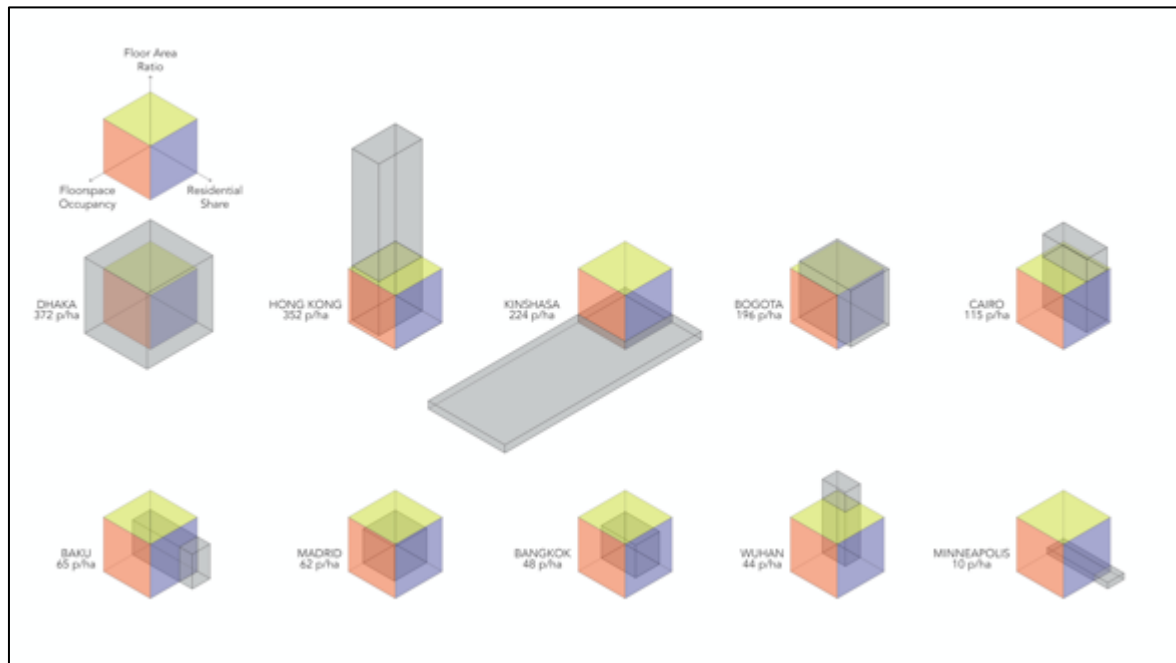 Floor Area
Ratio
Floorspace
Occupancy
Residential
Share
DHAKA
372 p/ha
HONG KONG
352 p/ha
KINSHASA
224 p/ha
BOGOTA
196 p/ha
CAIRO
115 p/ha
BAKU
65 p/ha
MADRID
62 p/ha
BANGKOK
48 p/ha
WUHAN
44 p/ha
MINNEAPOLIS
10 p/ha